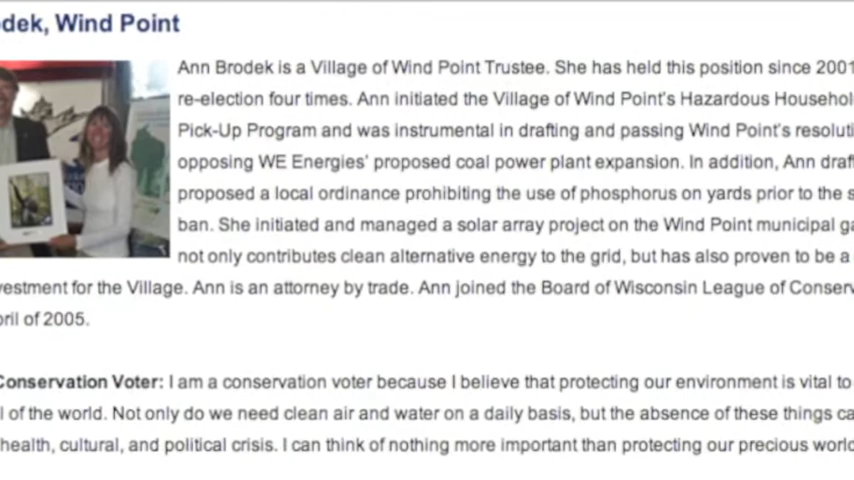 dek, Wind Point
Ann Brodek is a Village of Wind Point Trustee. She has held this position since 2001
re-election four times. Ann initiated the Village of Wind Point's Hazardous Househol
Pick-Up Program and was instrumental in drafting and passing Wind Point's resoluti
opposing WE Energies' proposed coal power plant expansion. In addition, Ann draf
proposed a local ordinance prohibiting the use of phosphorus on yards prior to the s
ban. She initiated and managed a solar array project on the Wind Point municipal ga
not only contributes clean alternative energy to the grid, but has also proven to be a
vestment for the Village. Ann is an attorney by trade. Ann joined the Board of Wisconsin League of Conserv
ril of 2005.
Conservation Voter: I am a conservation voter because I believe that protecting our environment is vital to
l of the world. Not only do we need clean air and water on a daily basis, but the absence of these things ca
health, cultural, and political crisis. I can think of nothing more important than protecting our precious world